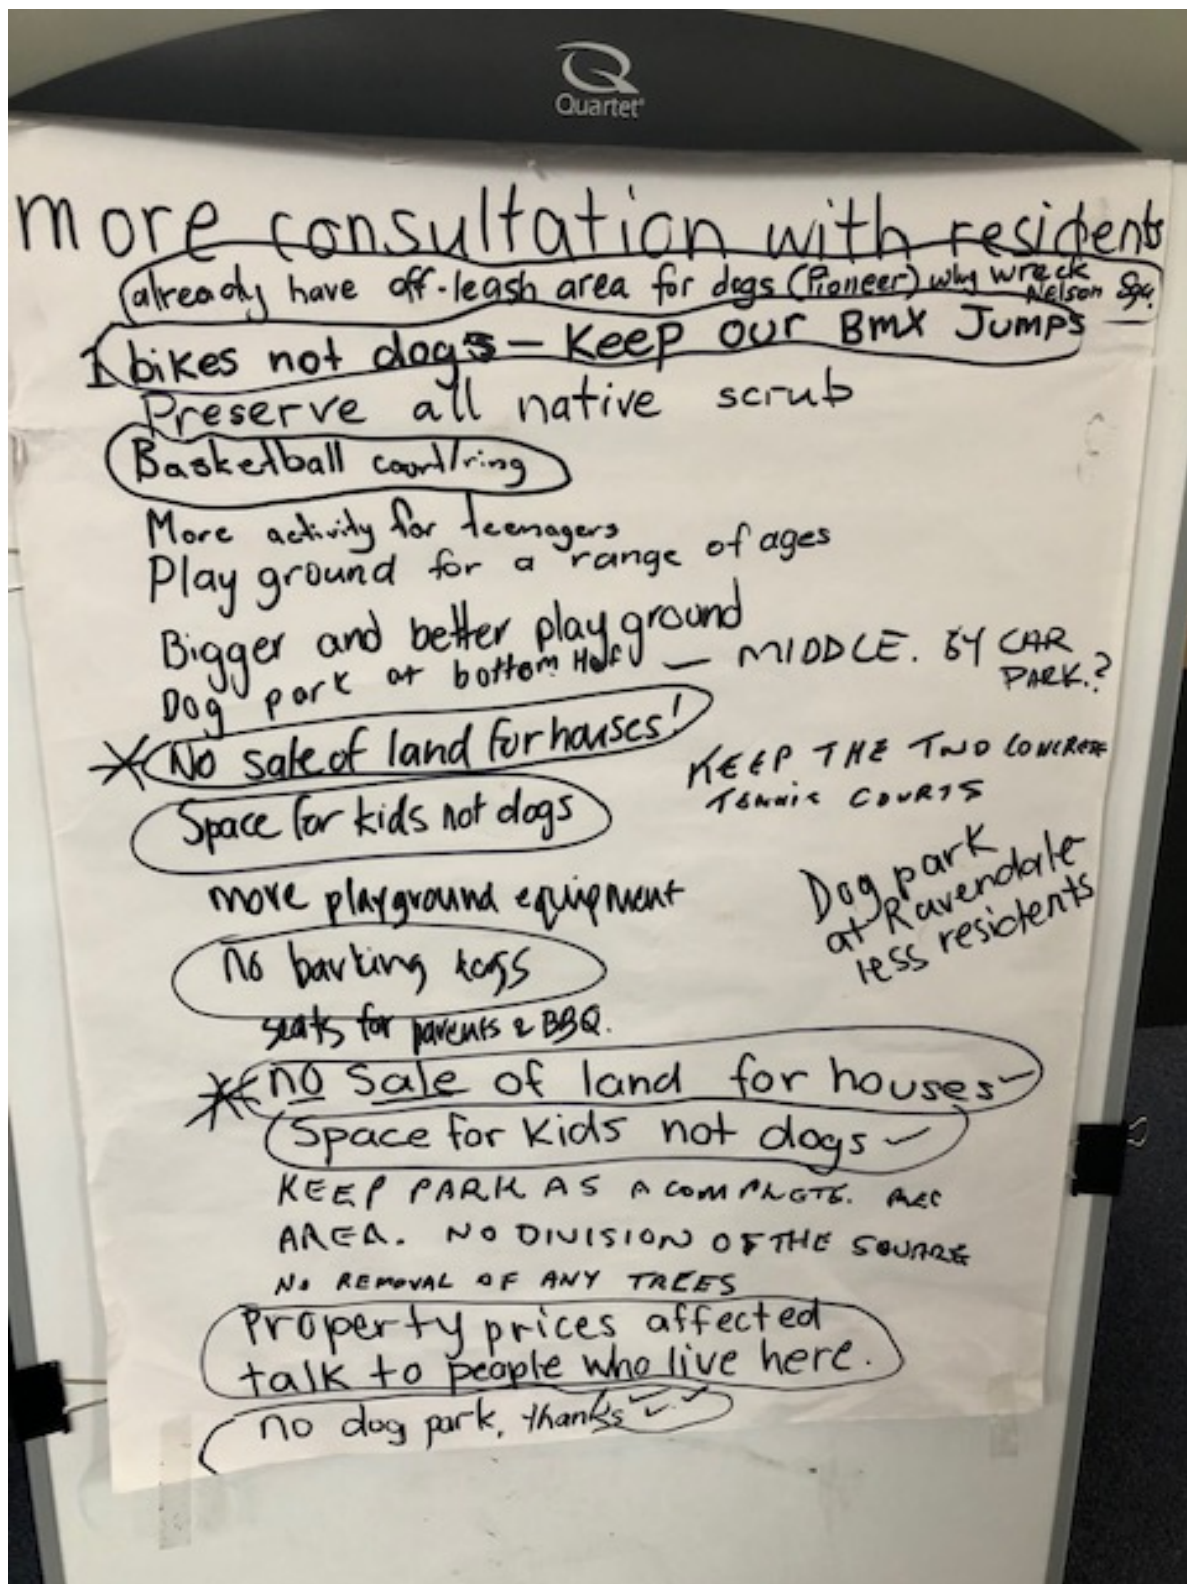 Quartet
more consultation with residents
already have off-leash area for dogs (Pioneer) why wreck Nelson Sqr?
1 bikes not dogs - Keep our BMX Jumps
Preserve all native scrub
Basketball court/ring
More activity for teenagers
Play ground for a range of ages
Bigger and better play ground
Dog park at bottom Half - MIDDLE. BY CAR
PARK.?
No sale of land for houses!
KEEP THE TWO CONCRETE
TENNIS COURTS
Space for kids not dogs
Dog park
at Ravendale
less residents
more playground equipment
no barking dogs
seats for parents & BBQ.
no sale of land for houses
Space for kids not dogs ✓
KEEP PARK AS A COMPLETE. REC
AREA. NO DIVISION OF THE SQUARE
NO REMOVAL OF ANY TREES
Property prices affected
talk to people who live here.
no dog park, thanks ✓ ✓ ✓